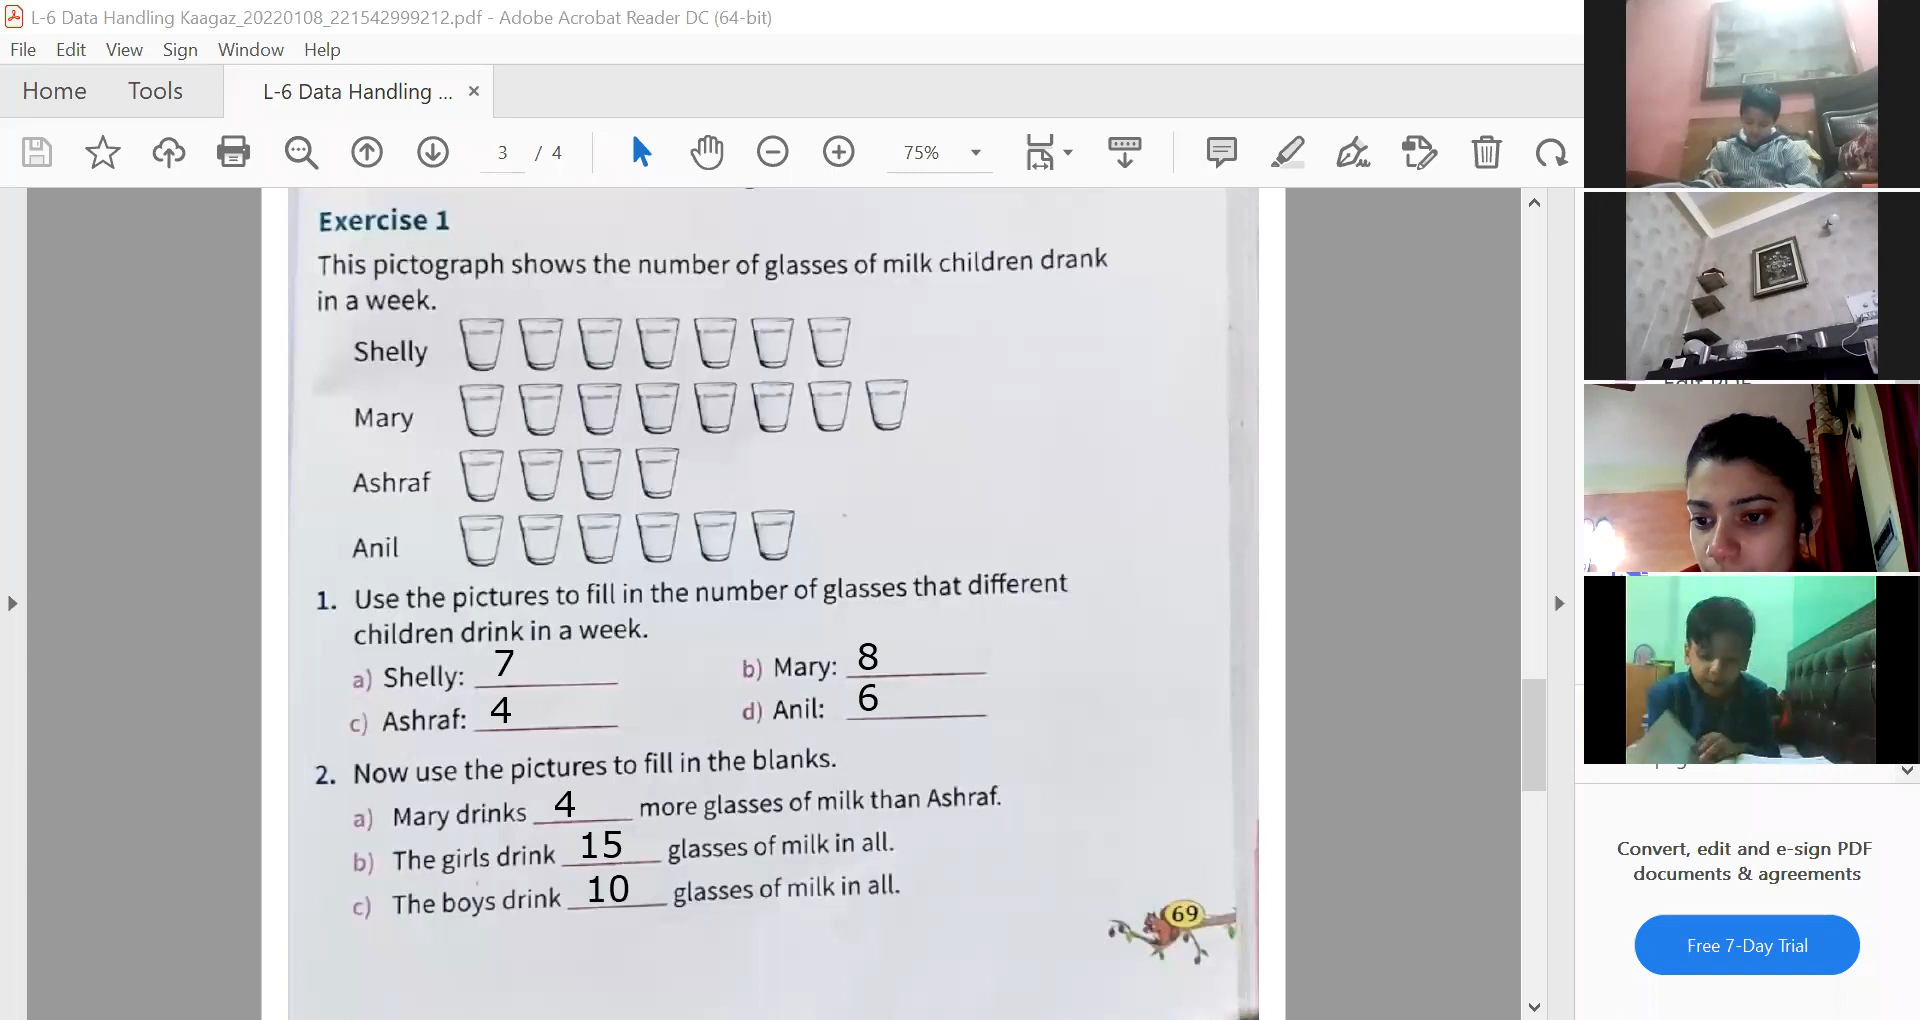 L-6 Data Handling Kaagaz_20220108_221542999212.pdf - Adobe Acrobat Reader DC (64-bit)
File Edit View Sign Window Help
Home Tools L-6 Data Handling ... ×
3 / 4 75%
Exercise 1
This pictograph shows the number of glasses of milk children drank
in a week.
Shelly
Mary
Ashraf
Anil
1. Use the pictures to fill in the number of glasses that different
children drink in a week.
a) Shelly: 7 b) Mary: 8
c) Ashraf: 4 d) Anil: 6
2. Now use the pictures to fill in the blanks.
a) Mary drinks 4 more glasses of milk than Ashraf.
b) The girls drink 15 glasses of milk in all.
c) The boys drink 10 glasses of milk in all.
69
Convert, edit and e-sign PDF
documents & agreements
Free 7-Day Trial